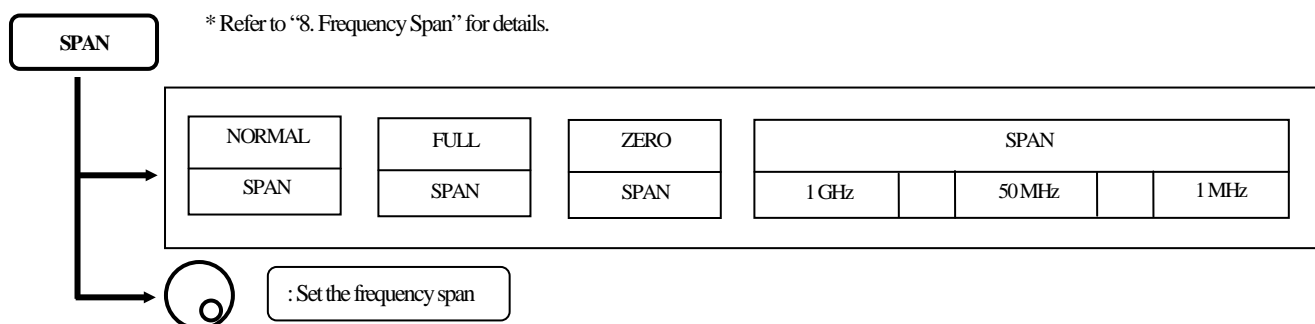 * Refer to “8. Frequency Span” for details.
SPAN
NORMAL FULL ZERO SPAN
SPAN SPAN SPAN 1 GHz 50 MHz 1 MHz
: Set the frequency span